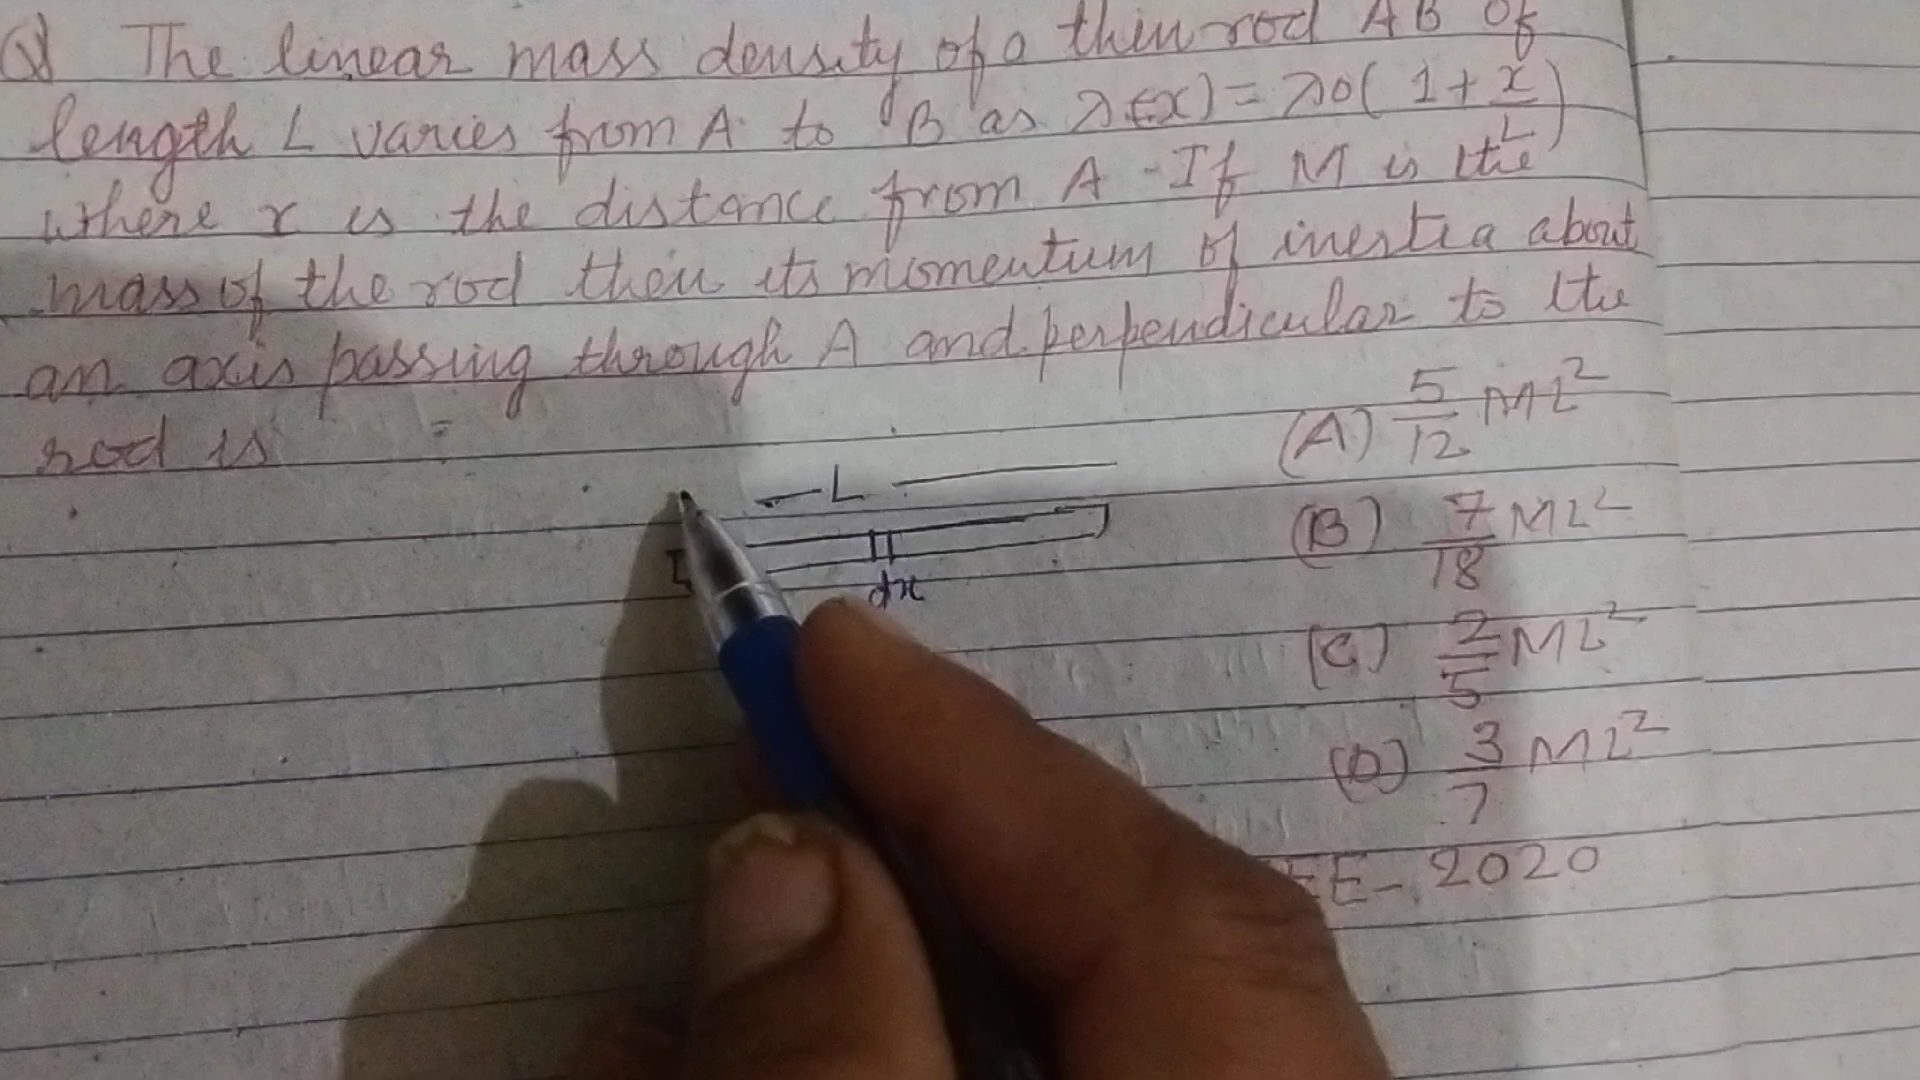 Q The linear mass density of a thin rod AB of
length L varies from A to B as λ(x) = λ0( 1 + x/L )
where x is the distance from A . If M is the
mass of the rod then its momentum of inertia about
an axis passing through A and perpendicular to the
rod is
(A) 5/12 ML²
L
(B) 7/18 ML²
dx
(C) 2/5 ML²
(D) 3/7 ML²
EE - 2020